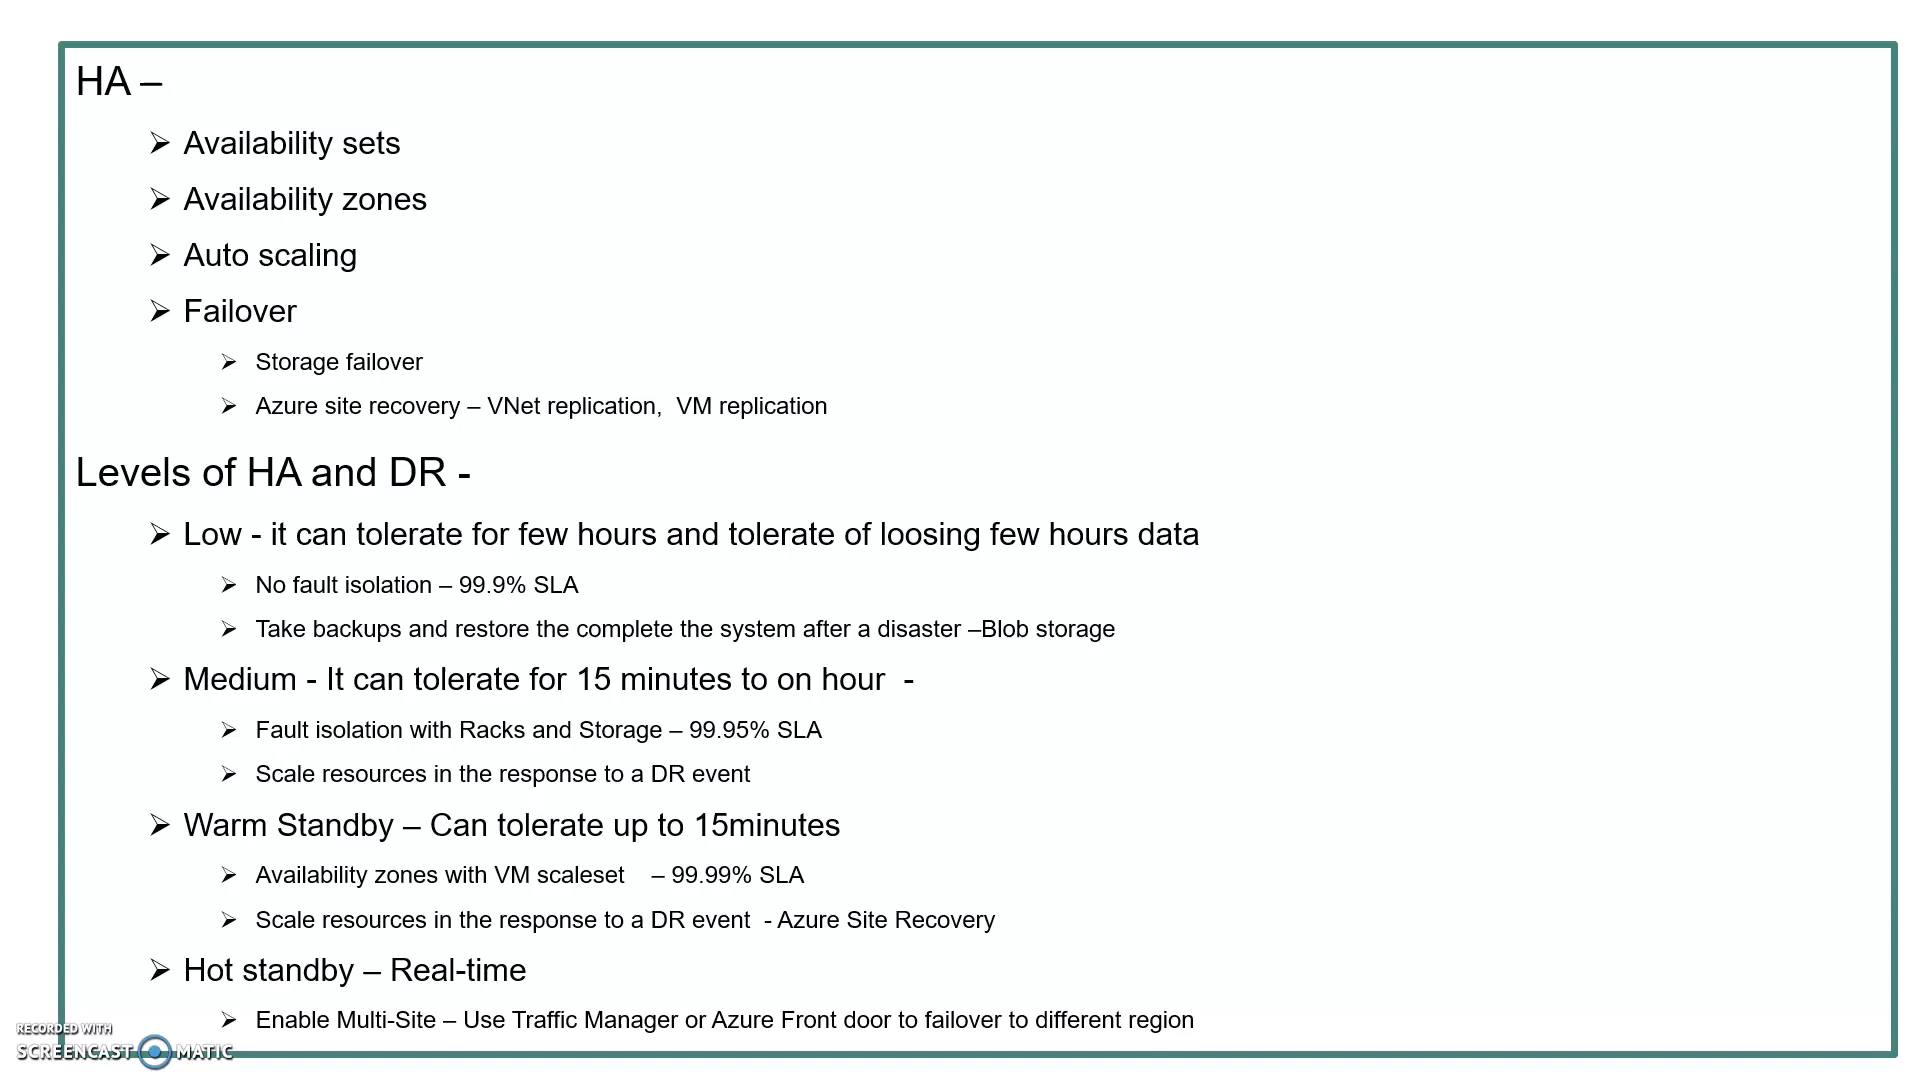 HA –
Availability sets
Availability zones
Auto scaling
Failover
Storage failover
Azure site recovery – VNet replication,  VM replication
Levels of HA and DR -
Low - it can tolerate for few hours and tolerate of loosing few hours data
No fault isolation – 99.9% SLA
Take backups and restore the complete the system after a disaster –Blob storage
Medium - It can tolerate for 15 minutes to on hour  -
Fault isolation with Racks and Storage – 99.95% SLA
Scale resources in the response to a DR event
Warm Standby – Can tolerate up to 15minutes
Availability zones with VM scaleset    – 99.99% SLA
Scale resources in the response to a DR event  - Azure Site Recovery
Hot standby – Real-time
Enable Multi-Site – Use Traffic Manager or Azure Front door to failover to different region
RECORDED WITH
SCREENCAST MATIC